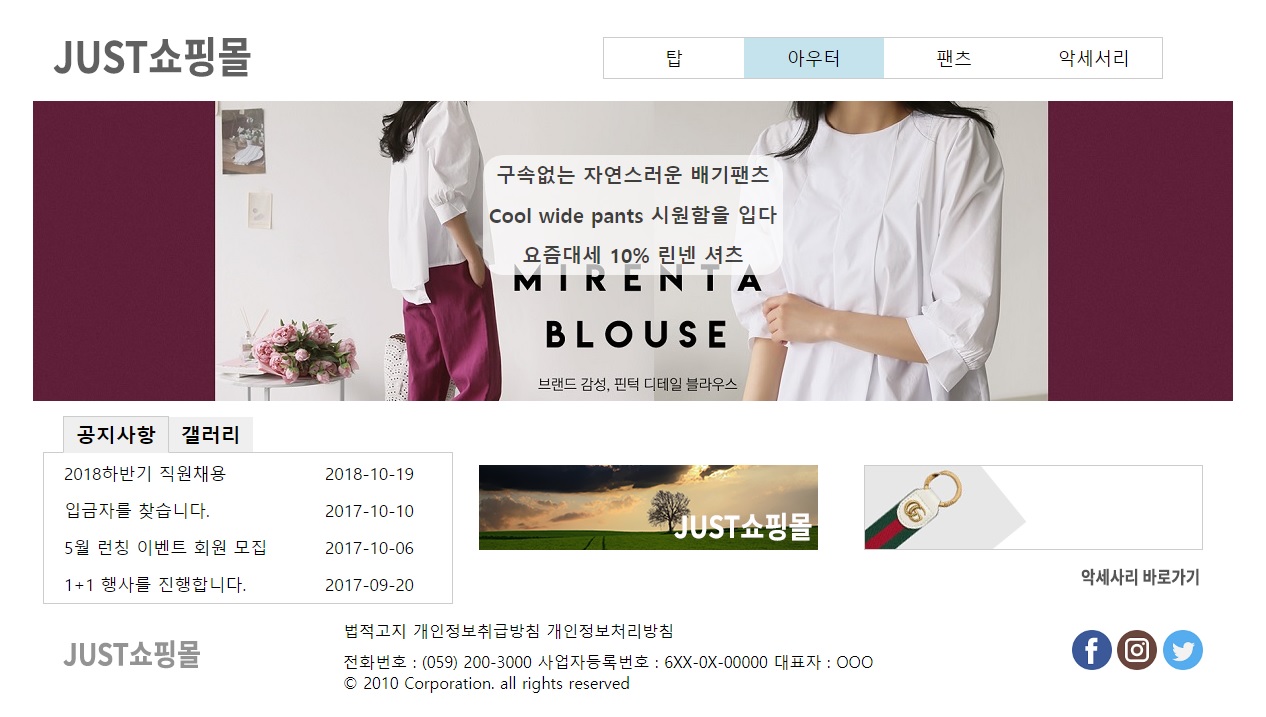 JUST쇼핑몰
탑 아우터 팬츠 악세서리
구속없는 자연스러운 배기팬츠
Cool wide pants 시원함을 입다
요즘대세 10% 린넨 셔츠
MIRENTA
BLOUSE
브랜드 감성, 핀턱 디테일 블라우스
공지사항 갤러리
2018하반기 직원채용 2018-10-19
입금자를 찾습니다. 2017-10-10
5월 런칭 이벤트 회원 모집 2017-10-06
1+1 행사를 진행합니다. 2017-09-20
JUST쇼핑몰
악세사리 바로가기
JUST쇼핑몰
법적고지 개인정보취급방침 개인정보처리방침
전화번호 : (059) 200-3000 사업자등록번호 : 6XX-0X-00000 대표자 : OOO
© 2010 Corporation. all rights reserved